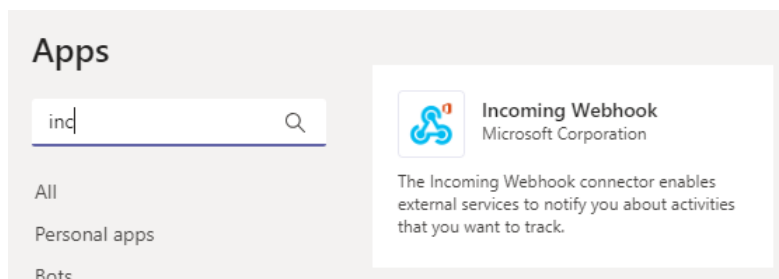 Apps
inc
All
Personal apps
Bots
Incoming Webhook
Microsoft Corporation
The Incoming Webhook connector enables
external services to notify you about activities
that you want to track.